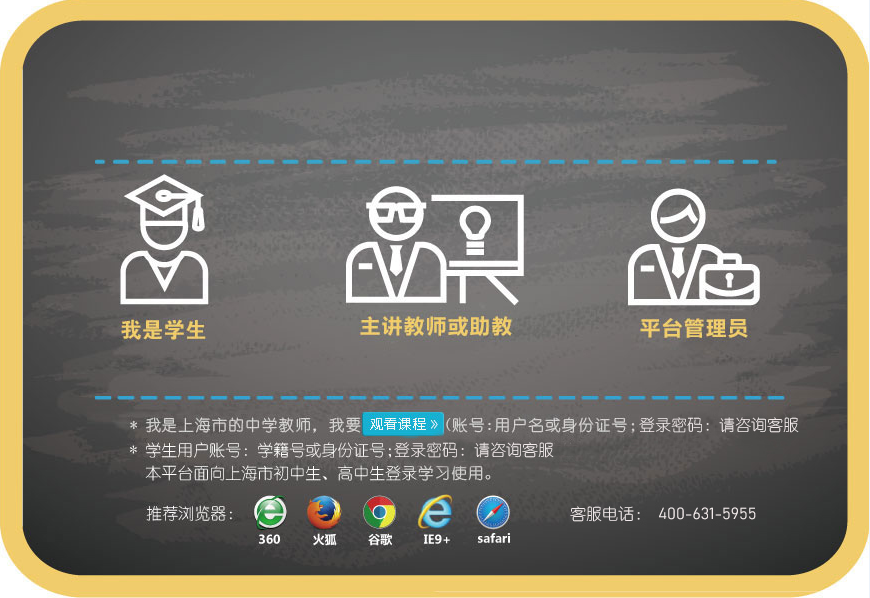 我是学生 主讲教师或助教 平台管理员
* 我是上海市的中学教师，我要 观看课程 》 (账号:用户名或身份证号;登录密码：请咨询客服
* 学生用户账号：学籍号或身份证号;登录密码：请咨询客服
本平台面向上海市初中生、高中生登录学习使用。
推荐浏览器： 客服电话： 400-631-5955
360 火狐 谷歌 IE9+ safari